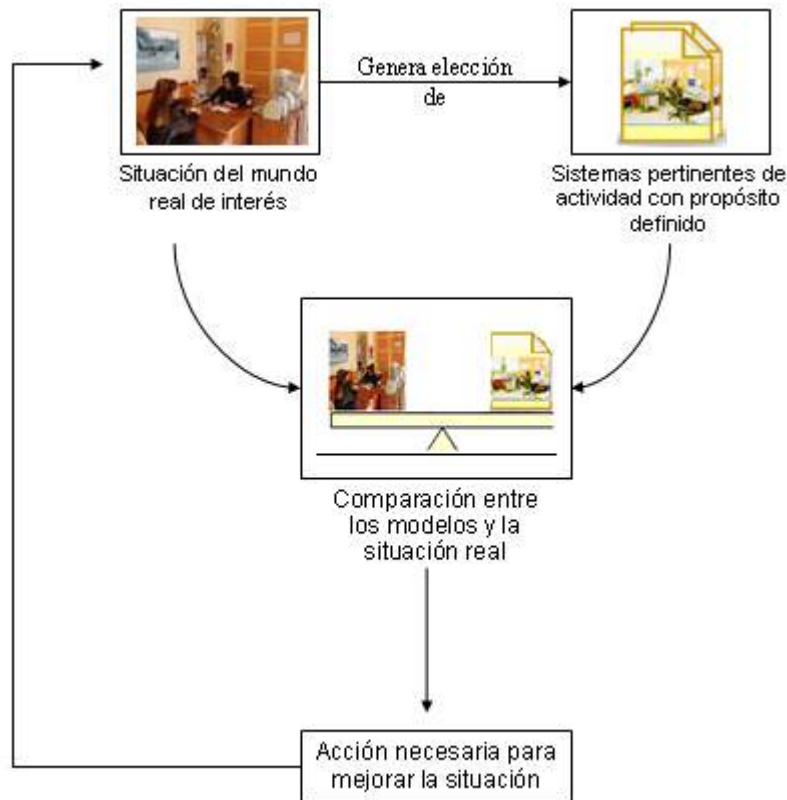 Genera elección
de
Situación del mundo
real de interés
Sistemas pertinentes de
actividad con propósito
definido
Comparación entre
los modelos y la
situación real
Acción necesaria para
mejorar la situación